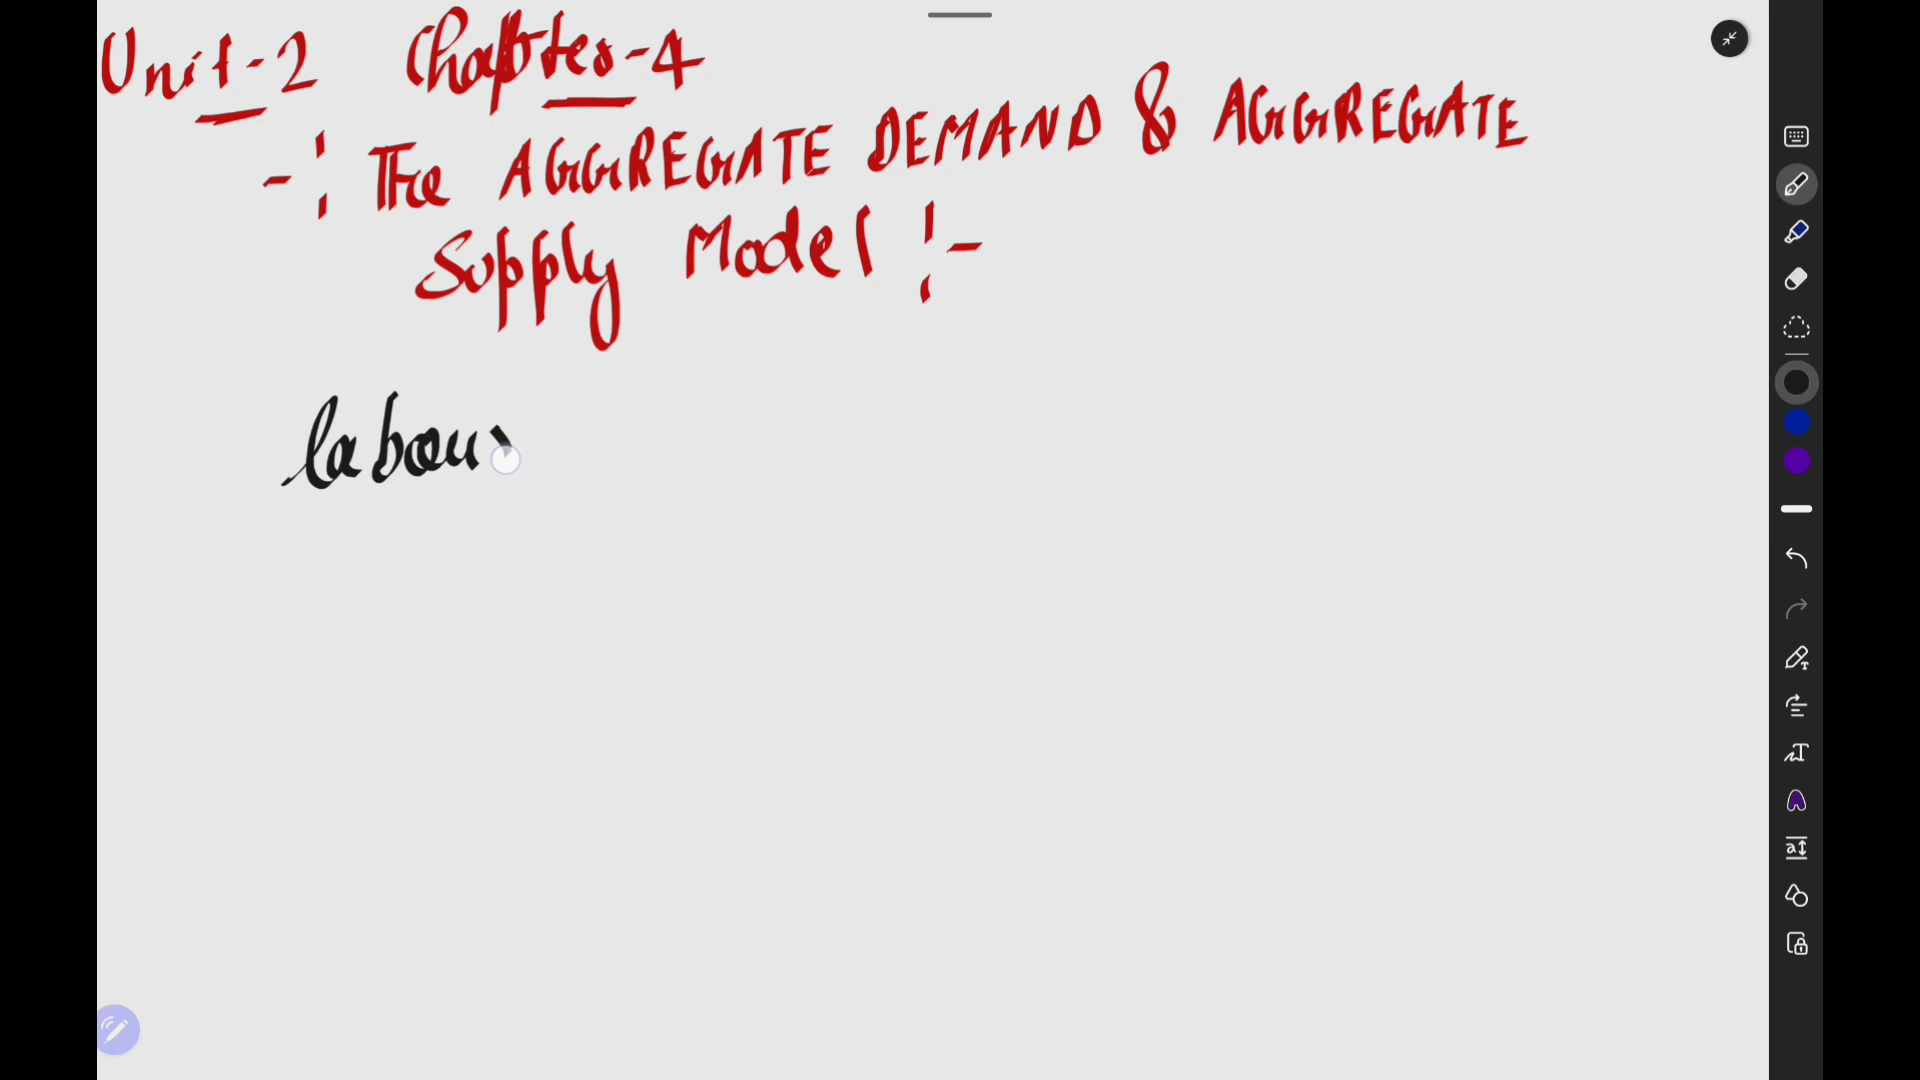 Unit-2 Chapter-4
-: The AGGREGATE DEMAND & AGGREGATE
Supply Model :-
labour